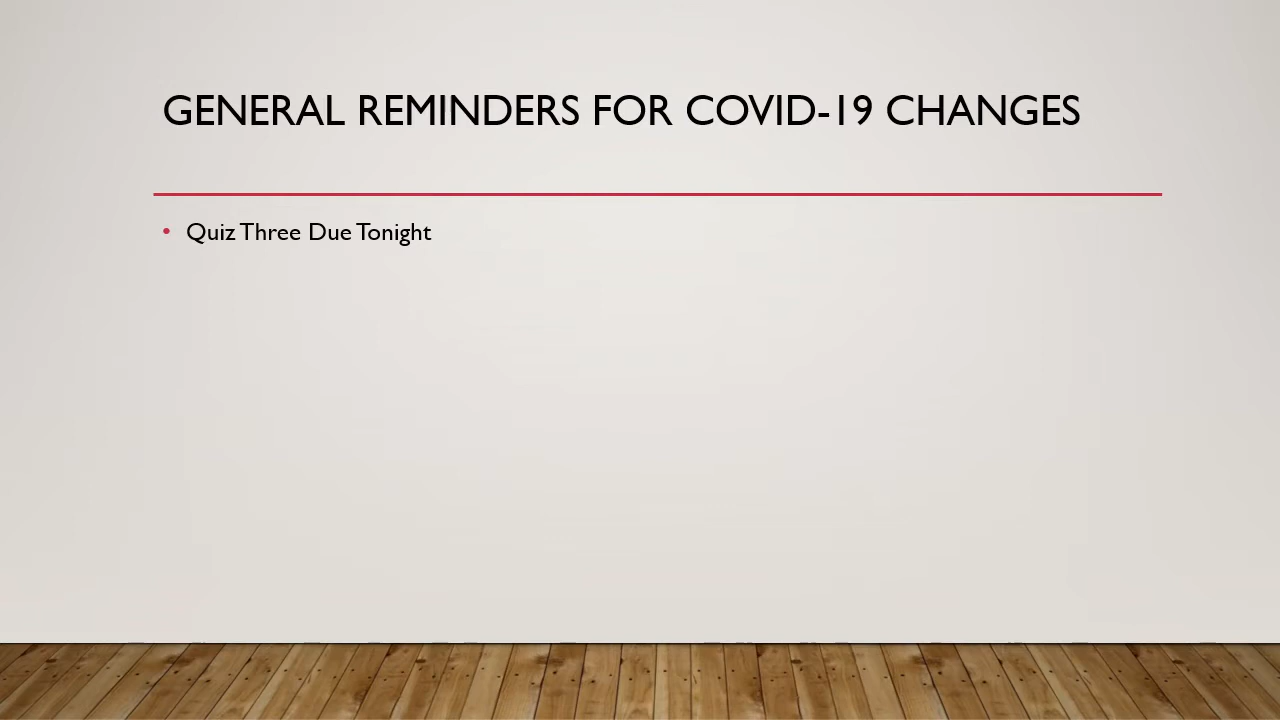 GENERAL REMINDERS FOR COVID-19 CHANGES
• Quiz Three Due Tonight